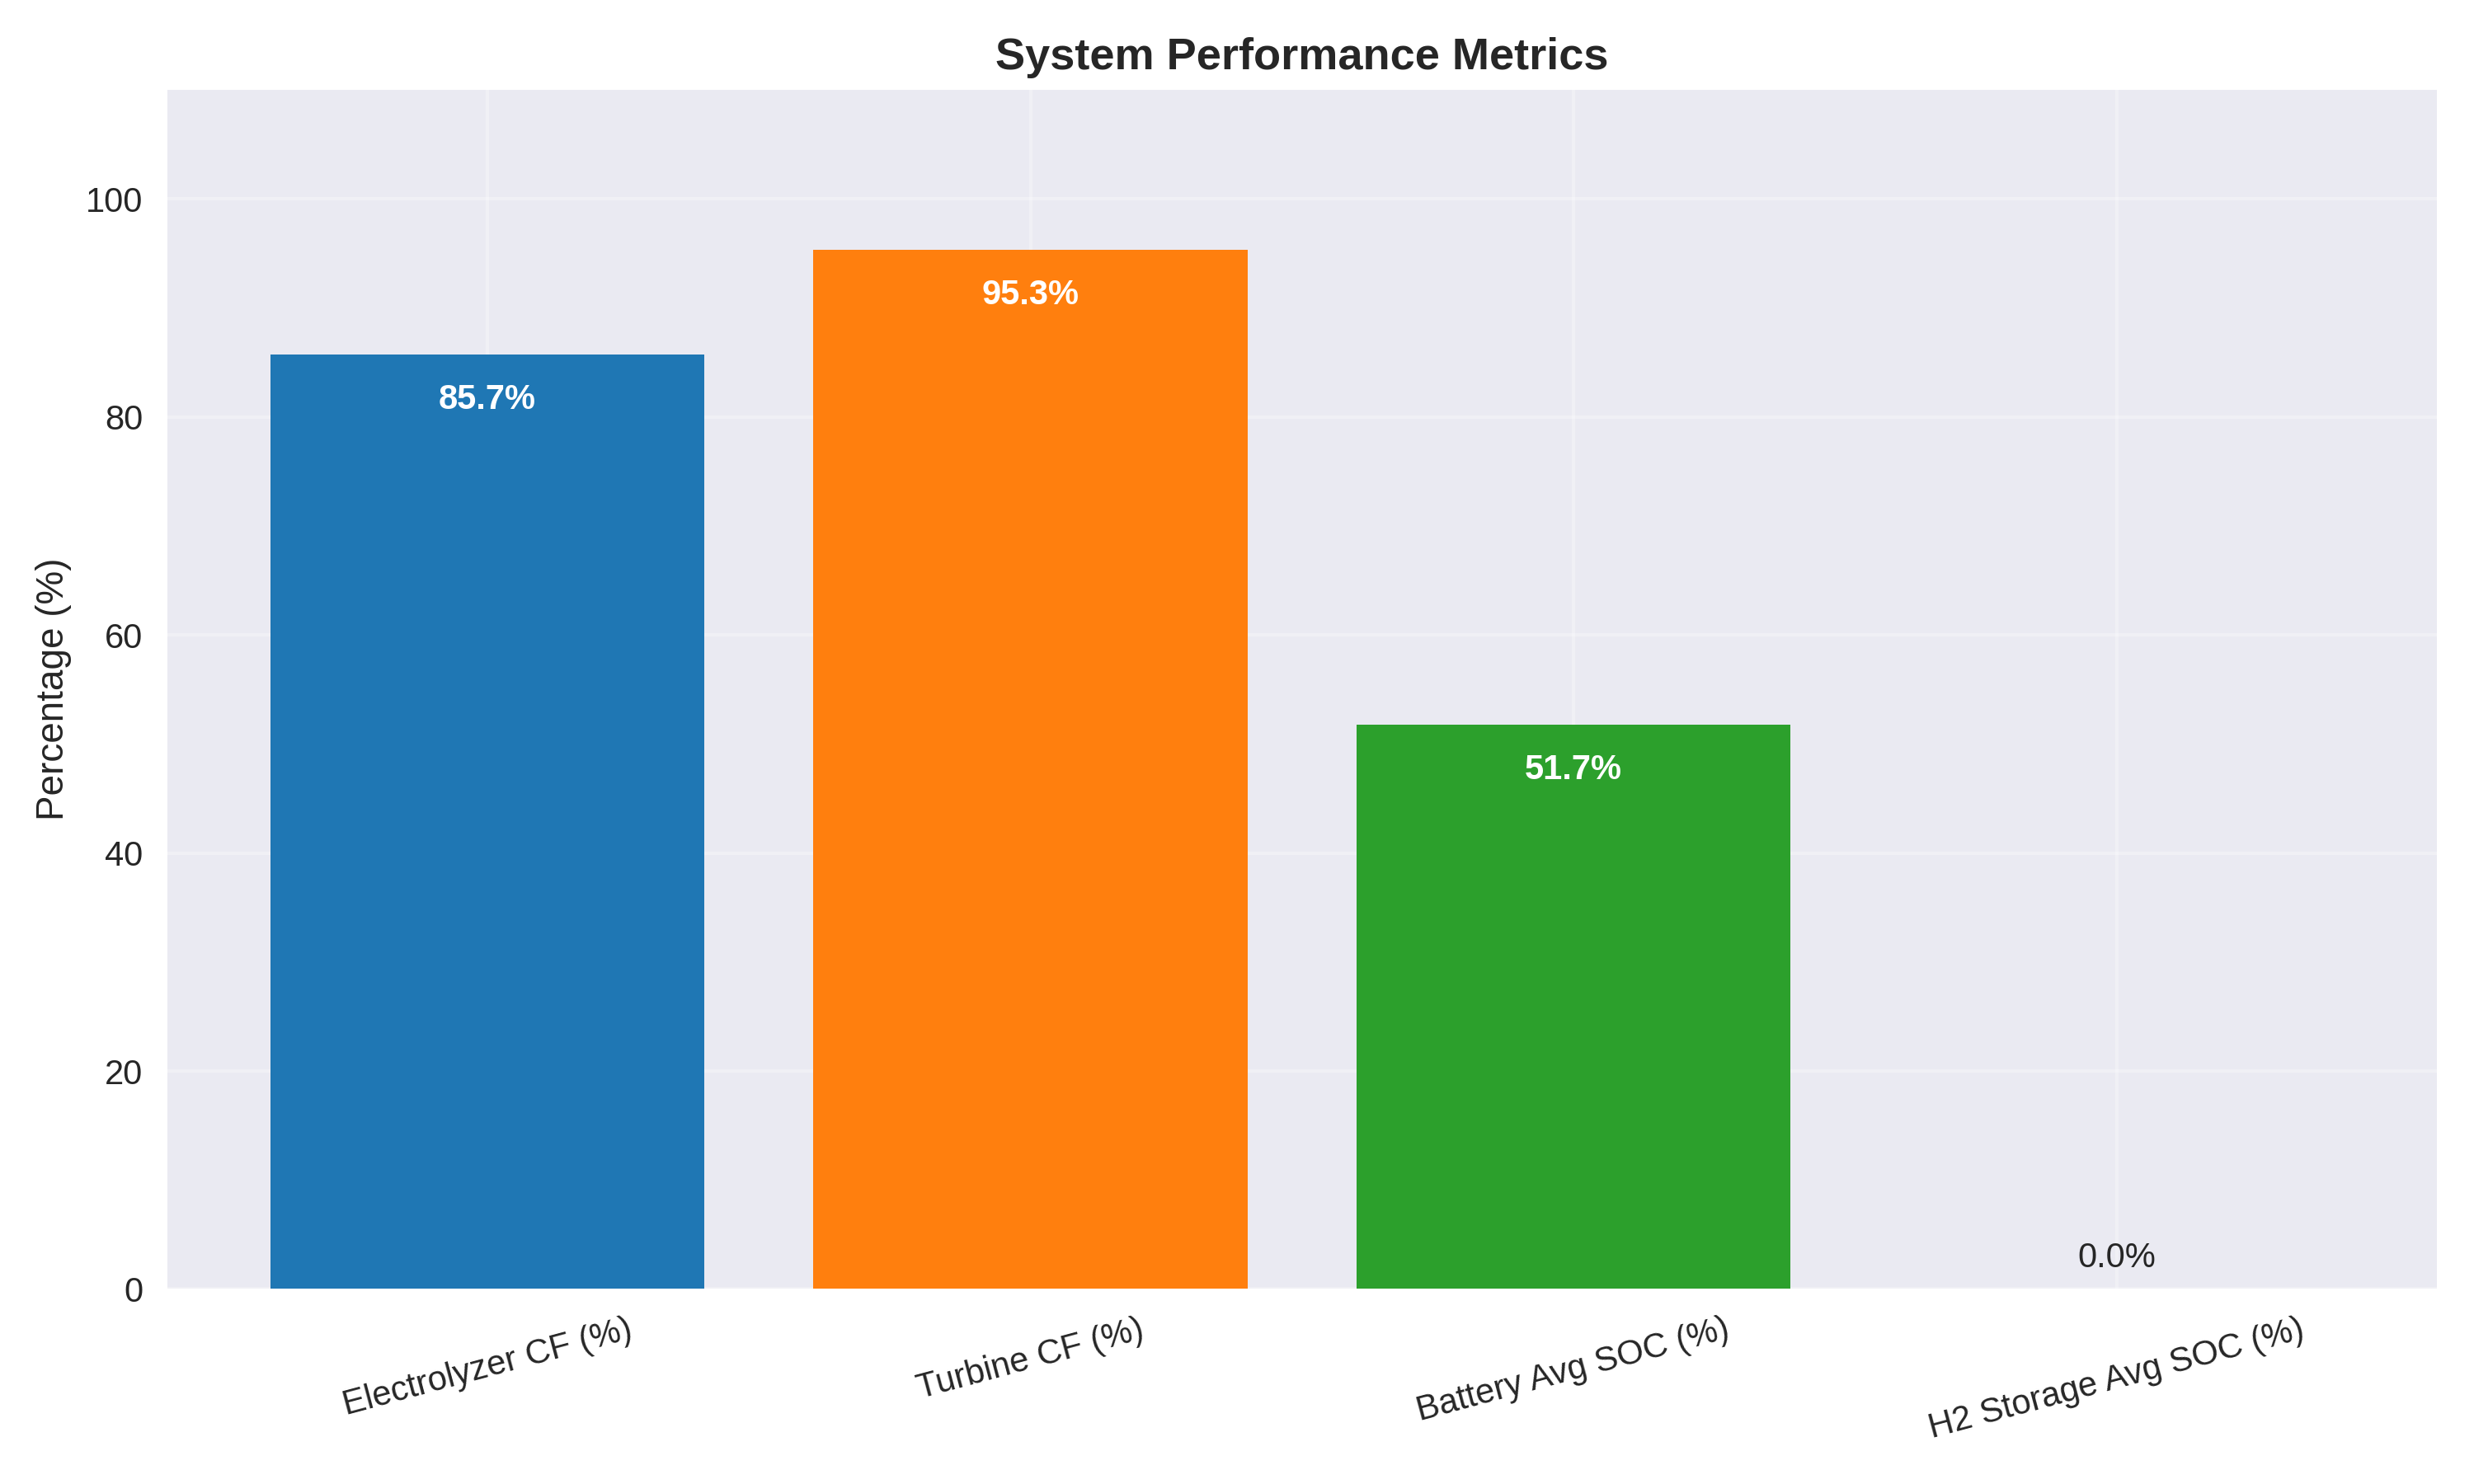 System Performance Metrics
Percentage (%)
100
80
60
40
20
0
85.7%
95.3%
51.7%
0.0%
Electrolyzer CF (%)
Turbine CF (%)
Battery Avg SOC (%)
H2 Storage Avg SOC (%)